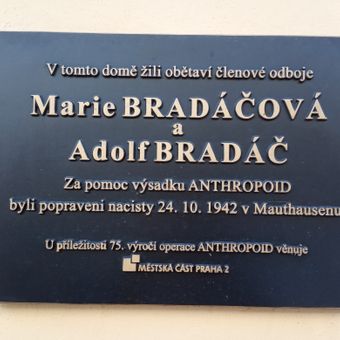 V tomto domě žili obětaví členové odboje
Marie BRADÁČOVÁ
a
Adolf BRADÁČ
Za pomoc výsadku ANTHROPOID
byli popraveni nacisty 24. 10. 1942 v Mauthausenu
U příležitosti 75. výročí operace ANTHROPOID věnuje
MĚSTSKÁ ČÁST PRAHA 2